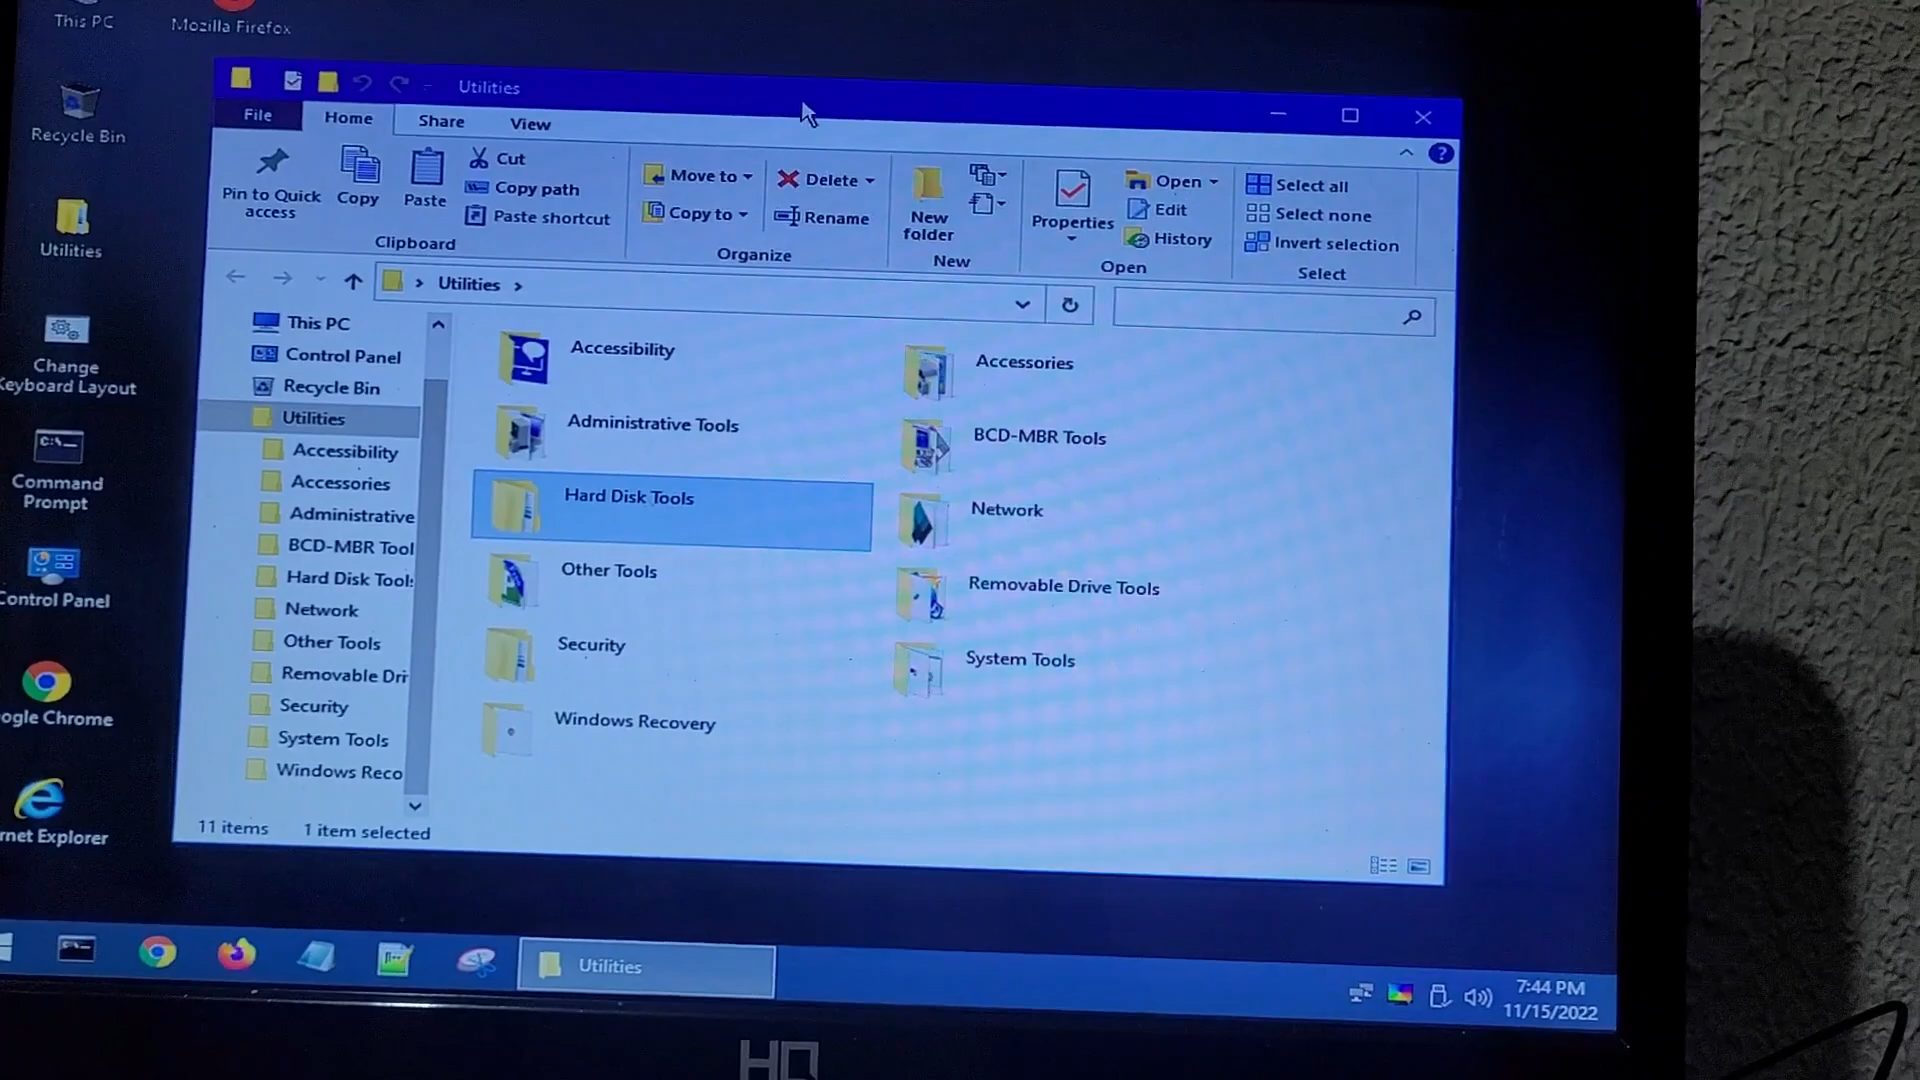 This PC
Mozilla Firefox
Recycle Bin
Utilities
Change
Keyboard Layout
Command
Prompt
Control Panel
ogle Chrome
rnet Explorer
Utilities
File
Home
Share
View
Pin to Quick
access
Copy
Paste
Cut
Copy path
Paste shortcut
Clipboard
Move to
Copy to
Delete
Rename
Organize
New
folder
New
Properties
Open
Edit
History
Open
Select all
Select none
Invert selection
Select
Utilities
This PC
Control Panel
Recycle Bin
Utilities
Accessibility
Accessories
Administrative
BCD-MBR Tool
Hard Disk Tools
Network
Other Tools
Removable Dri
Security
System Tools
Windows Reco
Accessibility
Accessories
Administrative Tools
BCD-MBR Tools
Hard Disk Tools
Network
Other Tools
Removable Drive Tools
Security
System Tools
Windows Recovery
11 items
1 item selected
Utilities
7:44 PM
11/15/2022
HQ